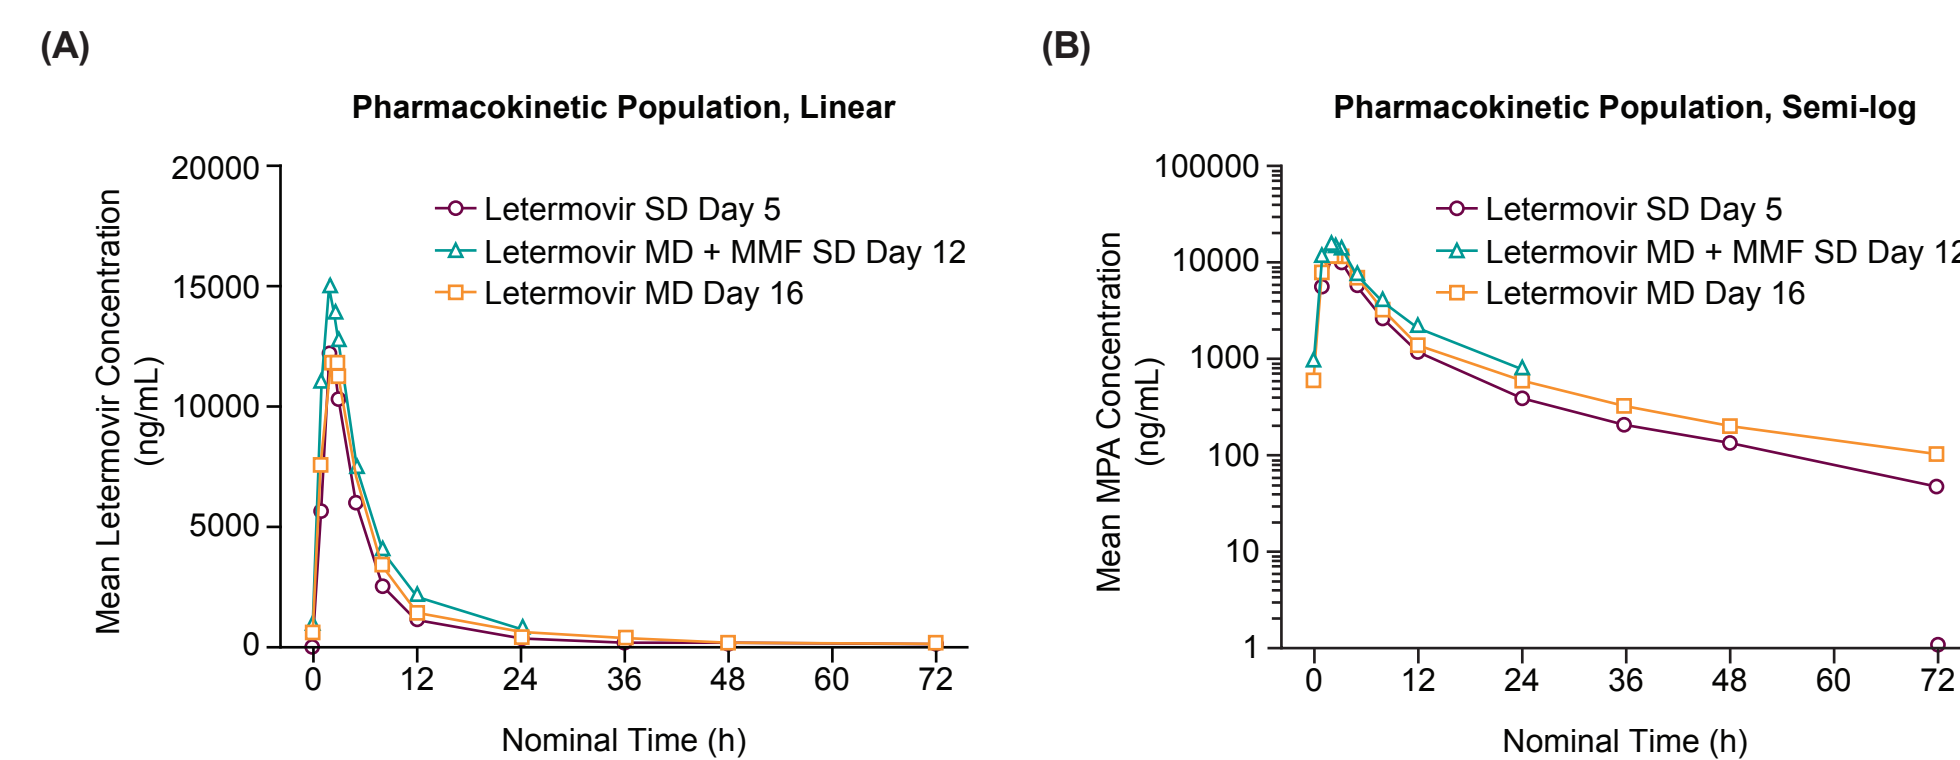 (A)
Pharmacokinetic Population, Linear
Mean Letermovir Concentration
(ng/mL)
20000
15000
10000
5000
0
Letermovir SD Day 5
Letermovir MD + MMF SD Day 12
Letermovir MD Day 16
0 12 24 36 48 60 72
Nominal Time (h)
(B)
Pharmacokinetic Population, Semi-log
Mean MPA Concentration
(ng/mL)
100000
10000
1000
100
10
1
Letermovir SD Day 5
Letermovir MD + MMF SD Day 12
Letermovir MD Day 16
0 12 24 36 48 60 72
Nominal Time (h)